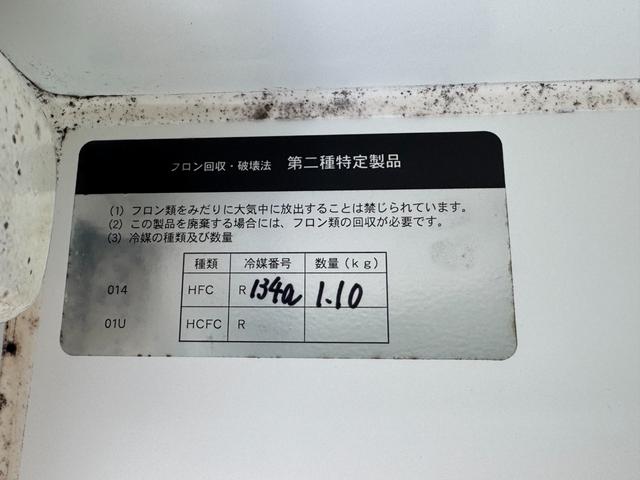 フロン回収・破壊法 第二種特定製品
(1) フロン類をみだりに大気中に放出することは禁じられています。
(2) この製品を廃棄する場合には、フロン類の回収が必要です。
(3) 冷媒の種類及び数量
種類 冷媒番号 数量(kg)
014 HFC R 134a 1.10
01U HCFC R